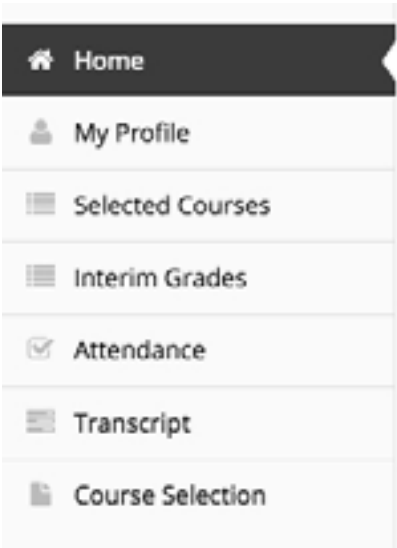 Home
My Profile
Selected Courses
Interim Grades
Attendance
Transcript
Course Selection